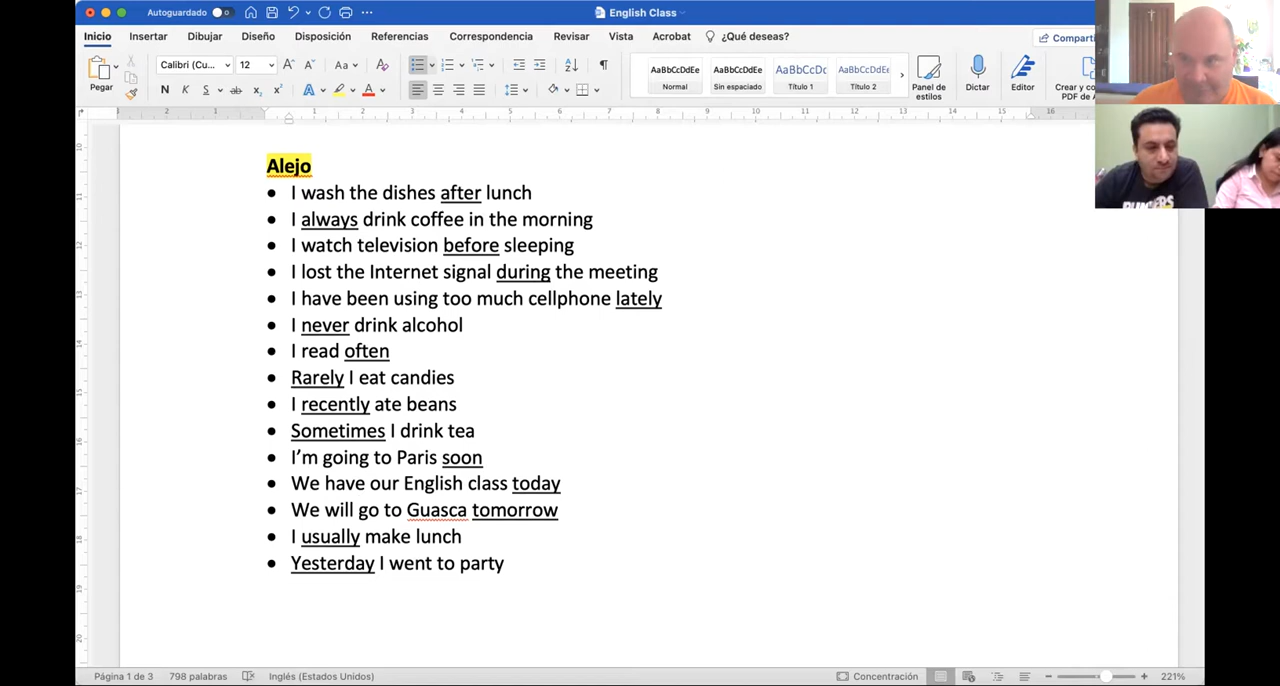 Autoguardado
English Class
Inicio Insertar Dibujar Diseño Disposición Referencias Correspondencia Revisar Vista Acrobat ¿Qué deseas? Comparti
Pegar
Calibri (Cu... 12
AaBbCcDdEe AaBbCcDdEe AaBbCcDc AaBbCcDdEe
Normal Sin espaciado Título 1 Título 2
Panel de estilos
Dictar
Editor
Crear y co
PDF de A
Alejo
• I wash the dishes after lunch
• I always drink coffee in the morning
• I watch television before sleeping
• I lost the Internet signal during the meeting
• I have been using too much cellphone lately
• I never drink alcohol
• I read often
• Rarely I eat candies
• I recently ate beans
• Sometimes I drink tea
• I'm going to Paris soon
• We have our English class today
• We will go to Guasca tomorrow
• I usually make lunch
• Yesterday I went to party
Página 1 de 3 798 palabras Inglés (Estados Unidos) Concentración 221%